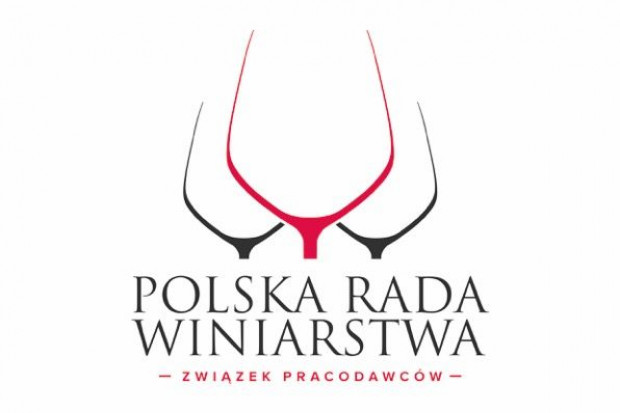 POLSKA RADA
WINIARSTWA
— ZWIĄZEK PRACODAWCÓW —